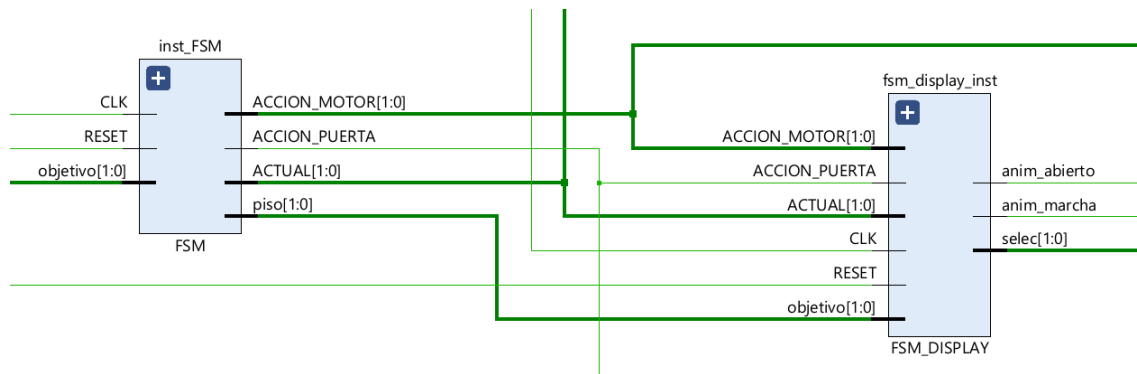 inst_FSM
CLK
RESET
objetivo[1:0]
ACCION_MOTOR[1:0]
ACCION_PUERTA
ACTUAL[1:0]
piso[1:0]
FSM
fsm_display_inst
ACCION_MOTOR[1:0]
ACCION_PUERTA
ACTUAL[1:0]
CLK
RESET
objetivo[1:0]
anim_abierto
anim_marcha
selec[1:0]
FSM_DISPLAY